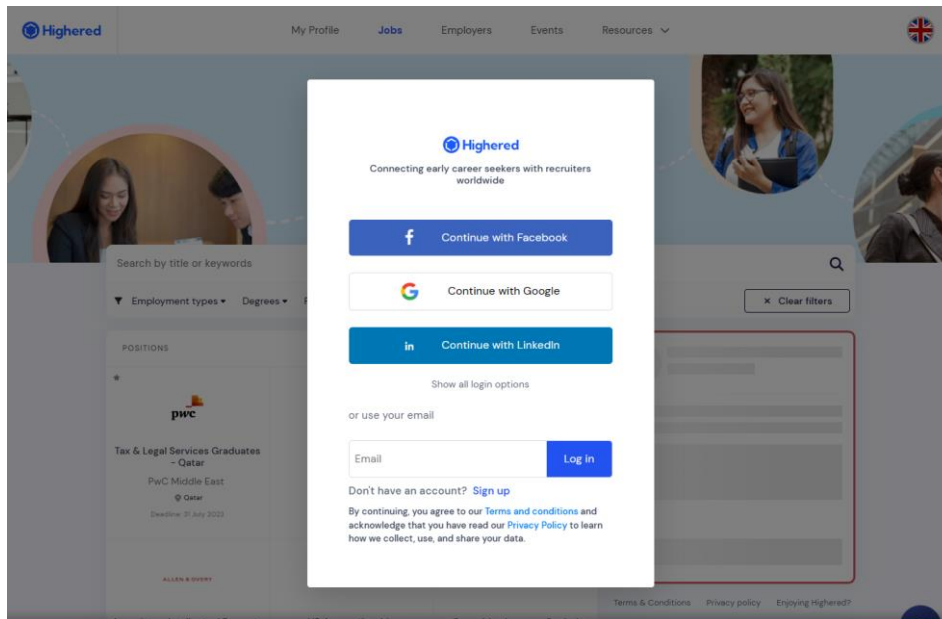 Highered
My Profile Jobs Employers Events Resources
Highered
Connecting early career seekers with recruiters
worldwide
Continue with Facebook
Continue with Google
in Continue with LinkedIn
Show all login options
or use your email
Email Log in
Don't have an account? Sign up
By continuing, you agree to our Terms and conditions and
acknowledge that you have read our Privacy Policy to learn
how we collect, use, and share your data.
Search by title or keywords
Employment types Degrees
× Clear filters
POSITIONS
pwc
Tax & Legal Services Graduates
- Qatar
PwC Middle East
Qatar
Deadline: 31 July 2022
ALLEN & OVERY
Terms & Conditions Privacy policy Enjoying Highered?